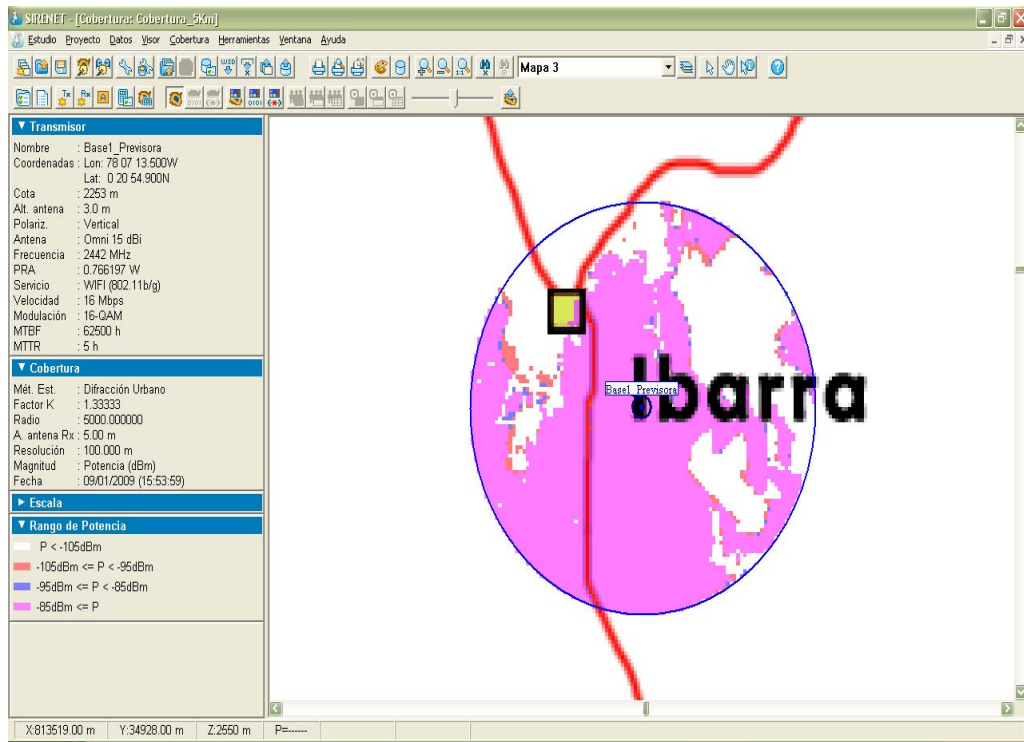 SIRENET - [Cobertura: Cobertura_5Km]
Estudio Proyecto Datos Visor Cobertura Herramientas Ventana Ayuda
Mapa 3
Transmisor
Nombre : Base1_Previsora
Coordenadas : Lon: 78 07 13.500W
Lat: 0 20 54.900N
Cota : 2253 m
Alt. antena : 3.0 m
Polariz. : Vertical
Antena : Omni 15 dBi
Frecuencia : 2442 MHz
PRA : 0.766197 W
Servicio : WIFI (802.11b/g)
Velocidad : 16 Mbps
Modulación : 16-QAM
MTBF : 62500 h
MTTR : 5 h
Cobertura
Mét. Est. : Difracción Urbano
Factor K : 1.33333
Radio : 5000.000000
A. antena Rx : 5.00 m
Resolución : 100.000 m
Magnitud : Potencia (dBm)
Fecha : 09/01/2009 (15:53:59)
Escala
Rango de Potencia
P < -105dBm
-105dBm <= P < -95dBm
-95dBm <= P < -85dBm
-85dBm <= P
Base1_Previsora
Ibarra
X:813519.00 m Y:34928.00 m Z:2550 m P=------